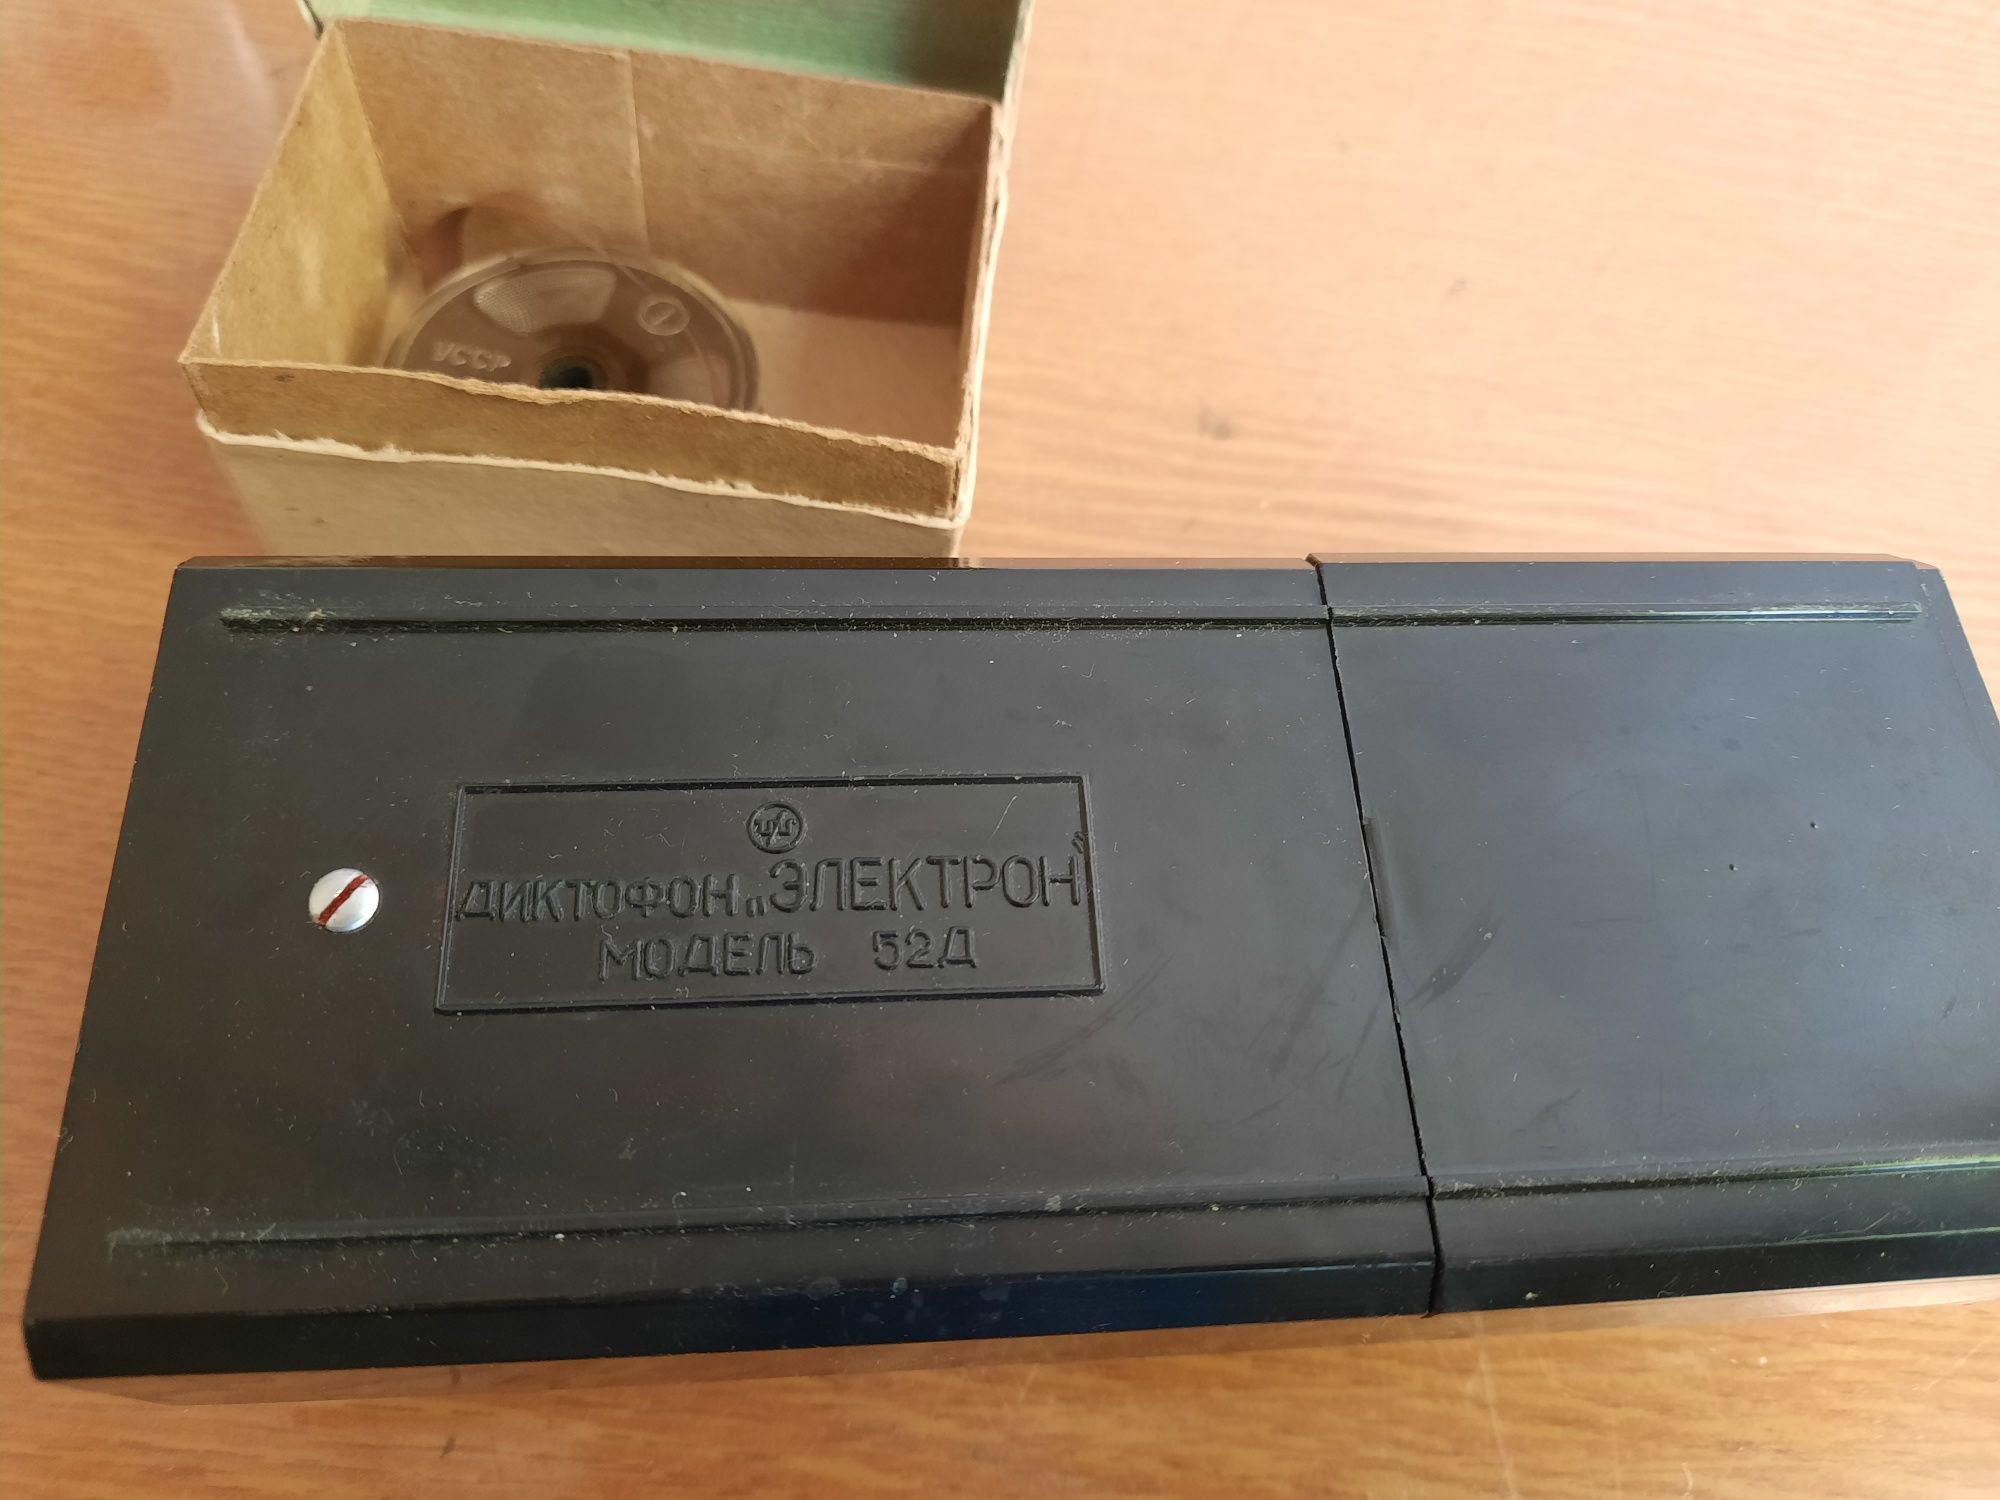 УССР
ДИКТОФОН „ЭЛЕКТРОН"
МОДЕЛЬ 52Д